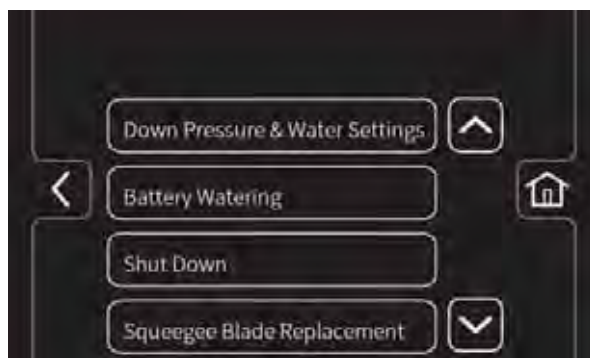 Down Pressure & Water Settings
Battery Watering
Shut Down
Squeegee Blade Replacement